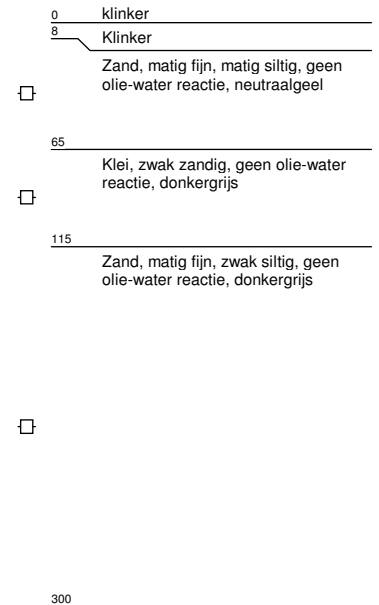 0 klinker
8 Klinker
Zand, matig fijn, matig siltig, geen
olie-water reactie, neutraalgeel
65
Klei, zwak zandig, geen olie-water
reactie, donkergrijs
115
Zand, matig fijn, zwak siltig, geen
olie-water reactie, donkergrijs
300